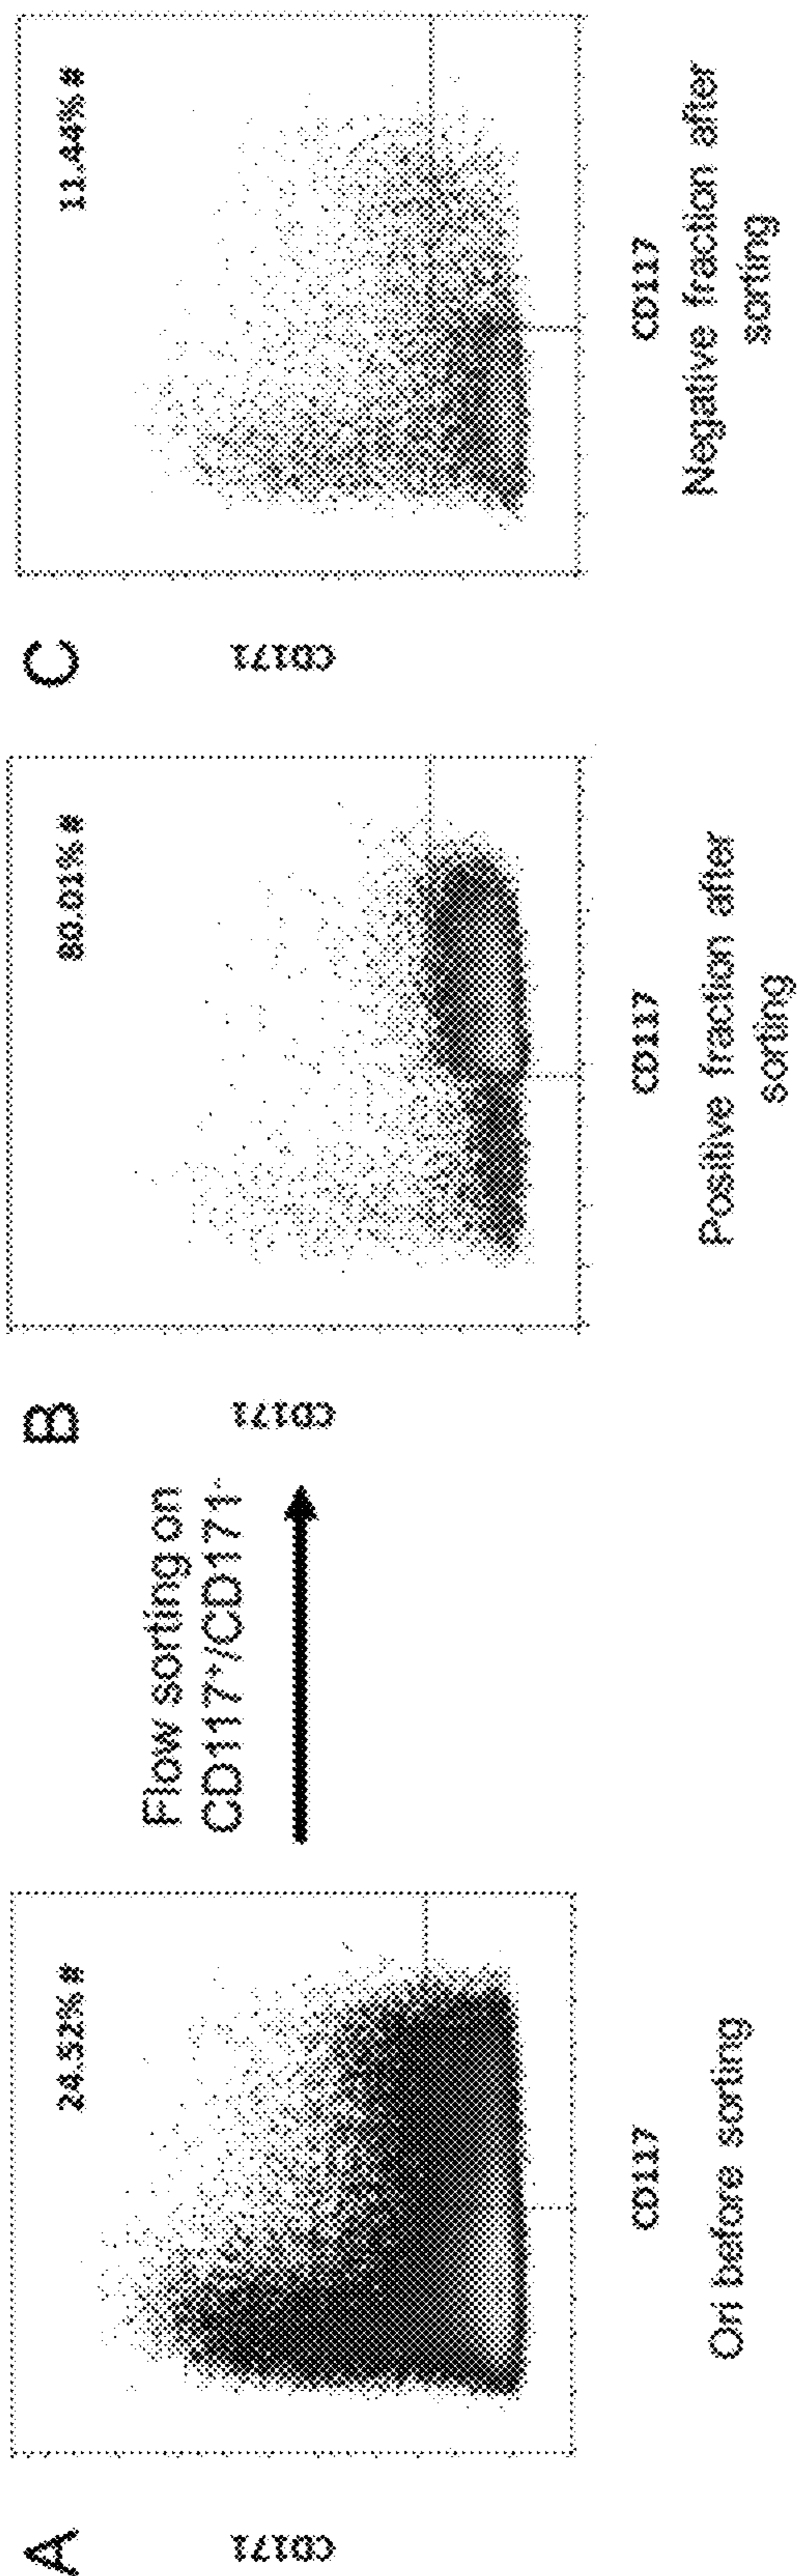 A
CD171
24.52% #
CD117
Ori before sorting
Flow sorting on
CD117⁺/CD171⁻
B
CD171
80.01% #
CD117
Positive fraction after
sorting
C
CD171
11.44% #
CD117
Negative fraction after
sorting